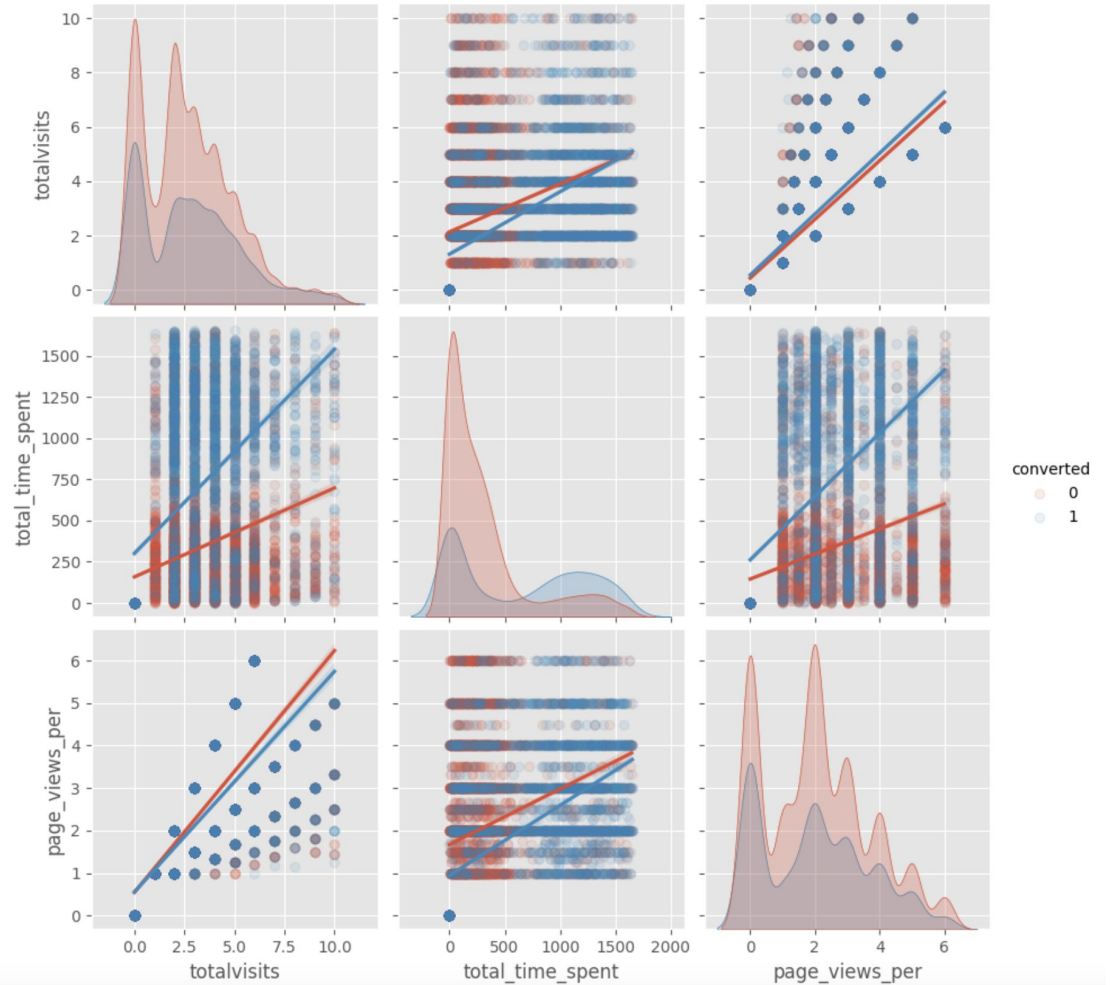 totalvisits
10
8
6
4
2
0
total_time_spent
1500
1250
1000
750
500
250
0
converted
0
1
page_views_per
6
5
4
3
2
1
0
0.0 2.5 5.0 7.5 10.0
0 500 1000 1500 2000
0 2 4 6
totalvisits
total_time_spent
page_views_per